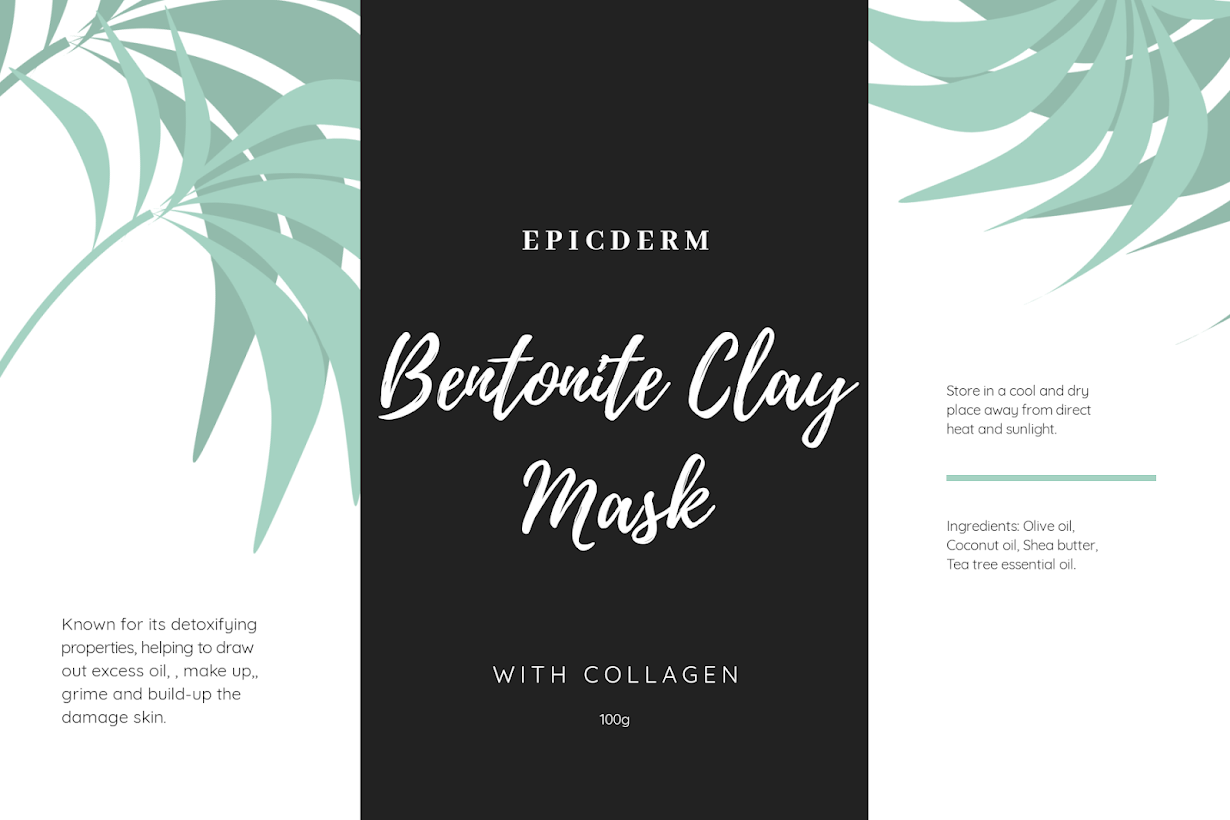 Known for its detoxifying
properties, helping to draw
out excess oil, , make up,,
grime and build-up the
damage skin.
EPICDERM
Bentonite Clay
Mask
WITH COLLAGEN
100g
Store in a cool and dry
place away from direct
heat and sunlight.
Ingredients: Olive oil,
Coconut oil, Shea butter,
Tea tree essential oil.